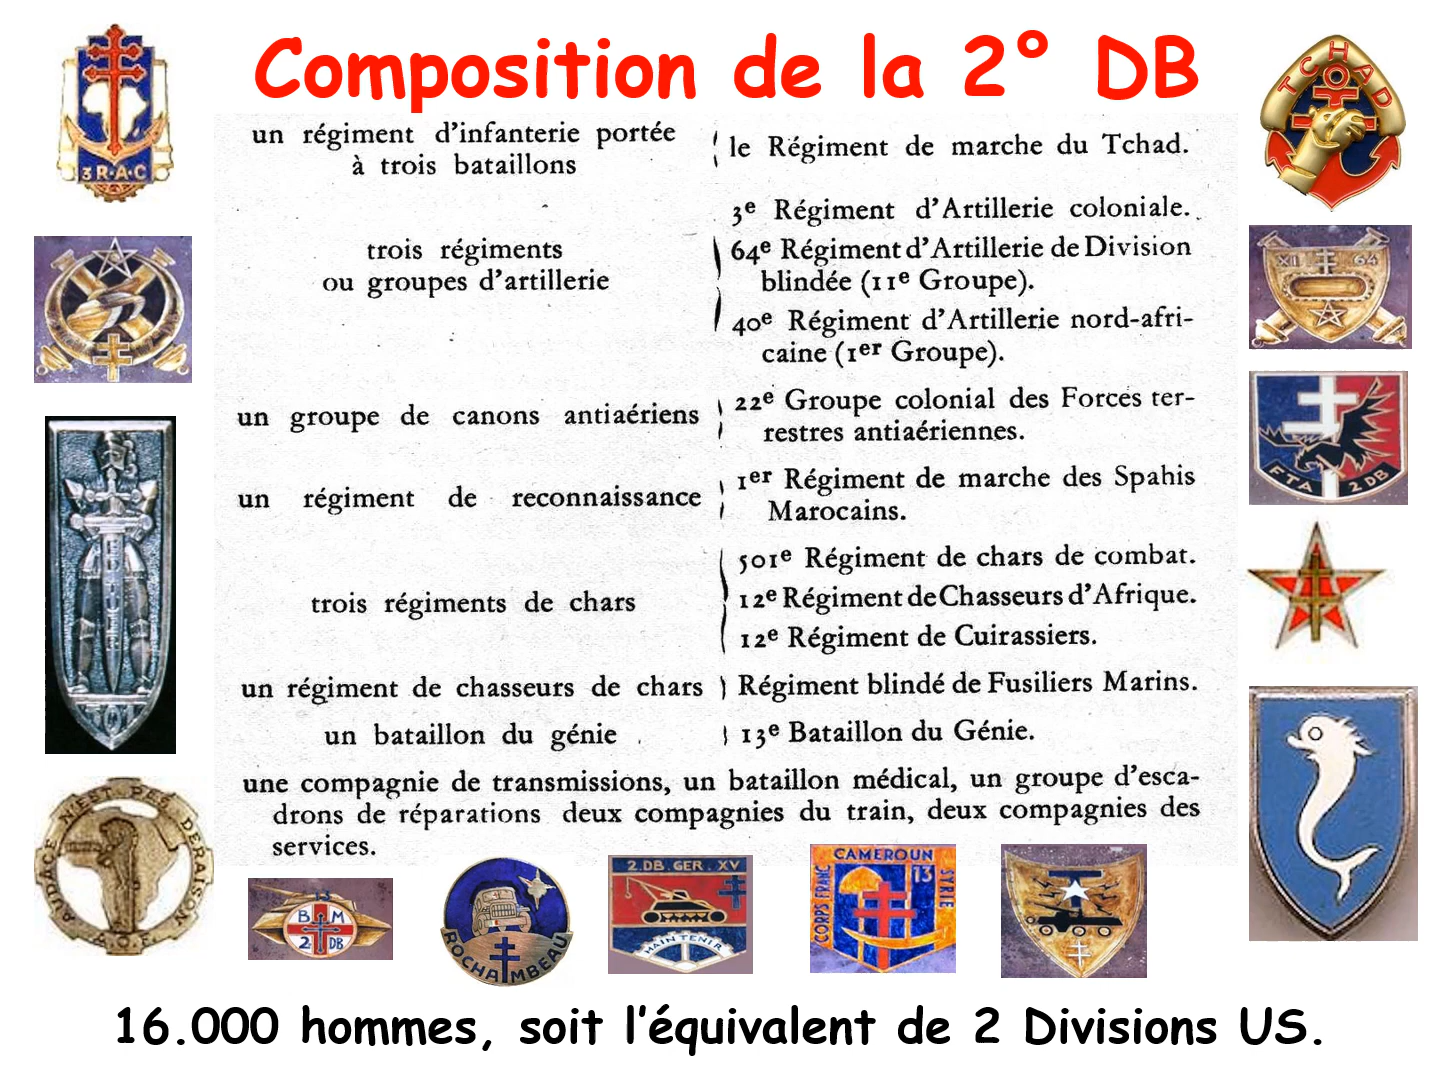 Composition de la 2° DB
un régiment d'infanterie portée
à trois bataillons
le Régiment de marche du Tchad.
trois régiments
ou groupes d'artillerie
3e Régiment d'Artillerie coloniale.
64e Régiment d'Artillerie de Division
blindée (11e Groupe).
40e Régiment d'Artillerie nord-afri-
caine (1er Groupe).
un groupe de canons antiaériens
22e Groupe colonial des Forces ter-
restres antiaériennes.
un régiment de reconnaissance
1er Régiment de marche des Spahis
Marocains.
trois régiments de chars
501e Régiment de chars de combat.
12e Régiment de Chasseurs d'Afrique.
12e Régiment de Cuirassiers.
un régiment de chasseurs de chars
Régiment blindé de Fusiliers Marins.
un bataillon du génie
13e Bataillon du Génie.
une compagnie de transmissions, un bataillon médical, un groupe d'esca-
drons de réparations deux compagnies du train, deux compagnies des
services.
3 R.A.C
TCHAD
XI 64
FTA 2 DB
AUDACE N'EST PAS DERAISON
A.O.F.
13
B M
2 DB
ROCHAMBEAU
2.DB.GER.XV
MAIN TENIR
CAMEROUN
13
CORPS FRANC
SYRIE
16.000 hommes, soit l'équivalent de 2 Divisions US.